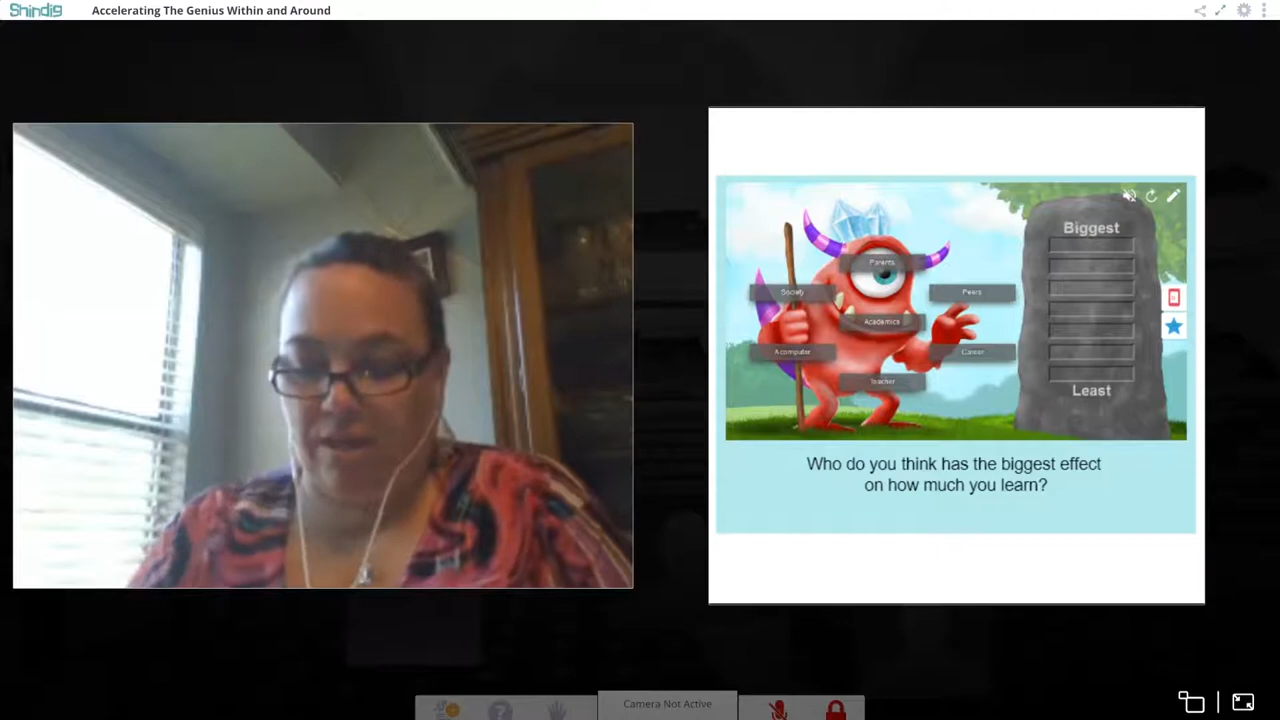 Shindig
Accelerating The Genius Within and Around
Biggest
Parents
Society
Peers
Academics
A computer
Career
Teacher
Least
Who do you think has the biggest effect
on how much you learn?
Camera Not Active